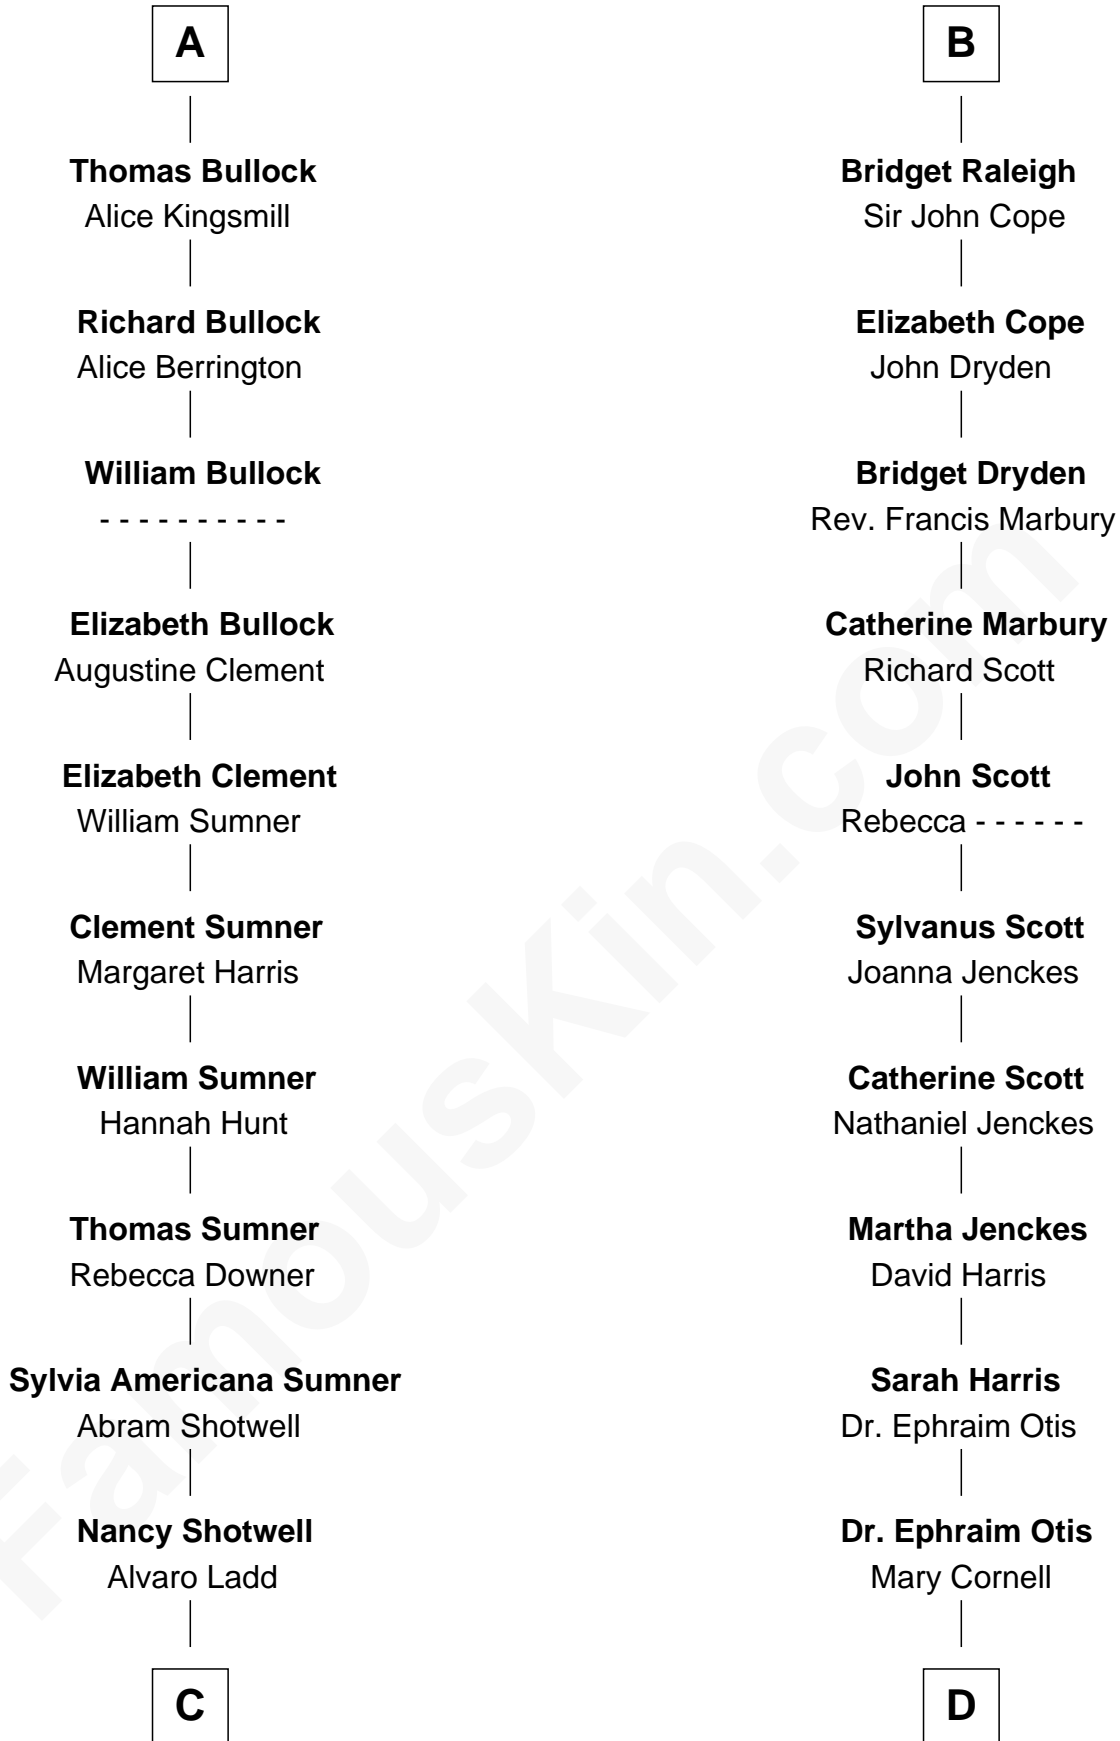 A
Thomas Bullock
Alice Kingsmill
Richard Bullock
Alice Berrington
William Bullock
- - - - - - - - - -
Elizabeth Bullock
Augustine Clement
Elizabeth Clement
William Sumner
Clement Sumner
Margaret Harris
William Sumner
Hannah Hunt
Thomas Sumner
Rebecca Downer
Sylvia Americana Sumner
Abram Shotwell
Nancy Shotwell
Alvaro Ladd
C
B
Bridget Raleigh
Sir John Cope
Elizabeth Cope
John Dryden
Bridget Dryden
Rev. Francis Marbury
Catherine Marbury
Richard Scott
John Scott
Rebecca - - - - - -
Sylvanus Scott
Joanna Jenckes
Catherine Scott
Nathaniel Jenckes
Martha Jenckes
David Harris
Sarah Harris
Dr. Ephraim Otis
Dr. Ephraim Otis
Mary Cornell
D
FamousKin.com